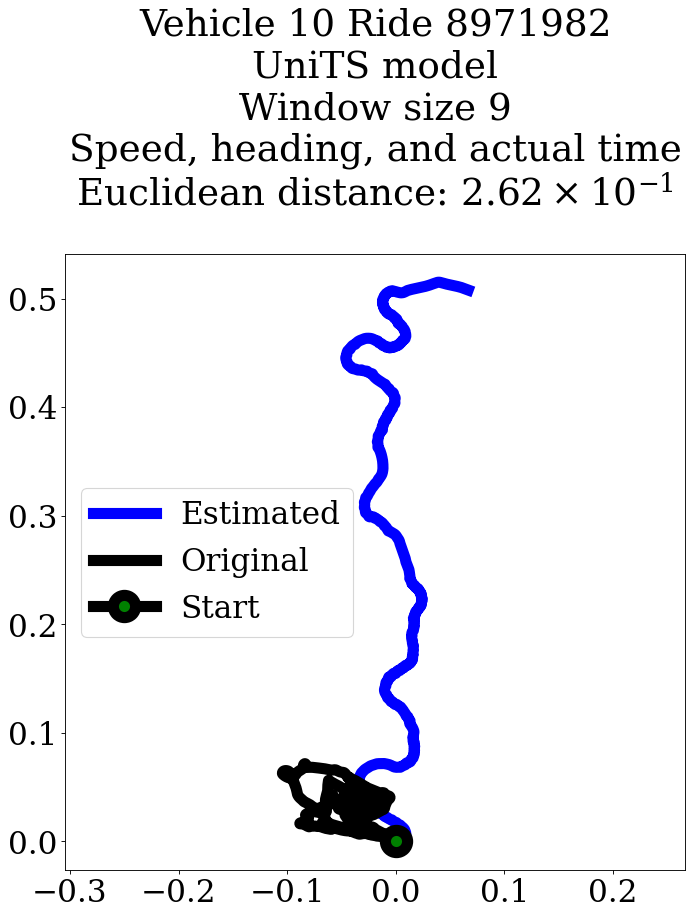 Vehicle 10 Ride 8971982
UniTS model
Window size 9
Speed, heading, and actual time
Euclidean distance: 2.62 × 10⁻¹
0.5
0.4
0.3
0.2
0.1
0.0
Estimated
Original
Start
−0.3 −0.2 −0.1 0.0 0.1 0.2